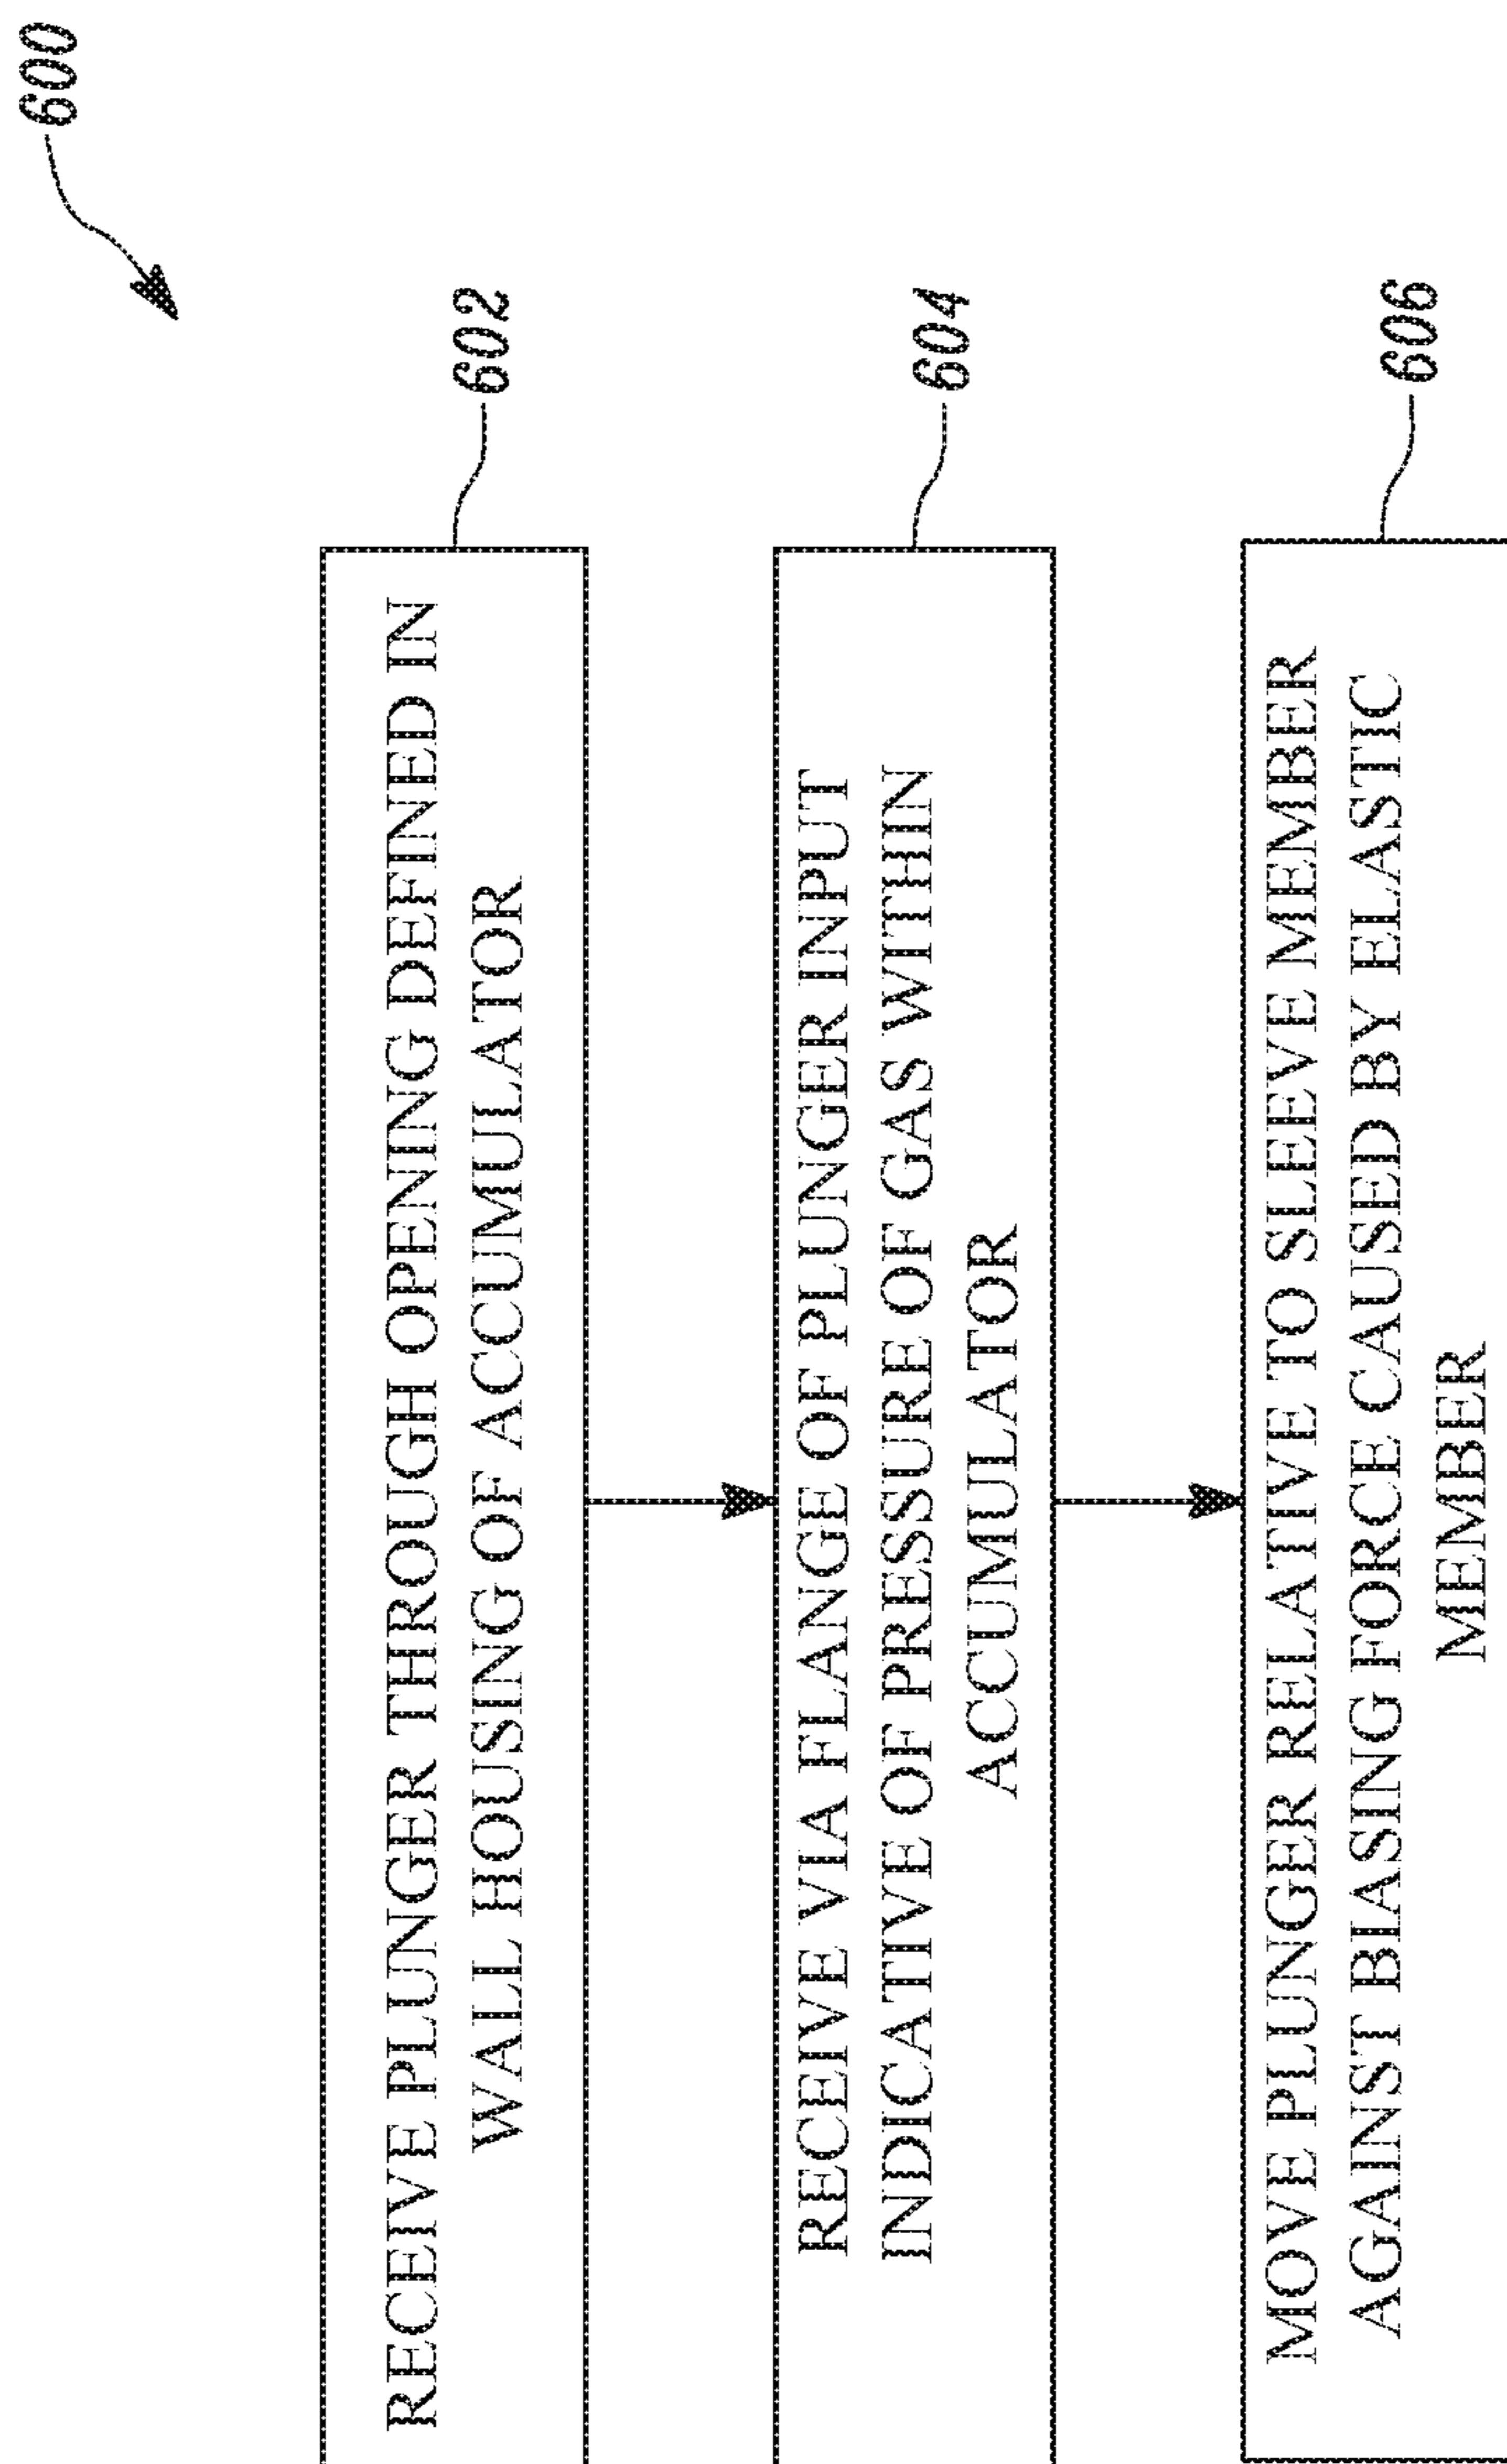 600
RECEIVE PLUNGER THROUGH OPENING DEFINED IN
WALL HOUSING OF ACCUMULATOR
602
RECEIVE VIA FLANGE OF PLUNGER INPUT
INDICATIVE OF PRESSURE OF GAS WITHIN
ACCUMULATOR
604
MOVE PLUNGER RELATIVE TO SLEEVE MEMBER
AGAINST BIASING FORCE CAUSED BY ELASTIC
MEMBER
606